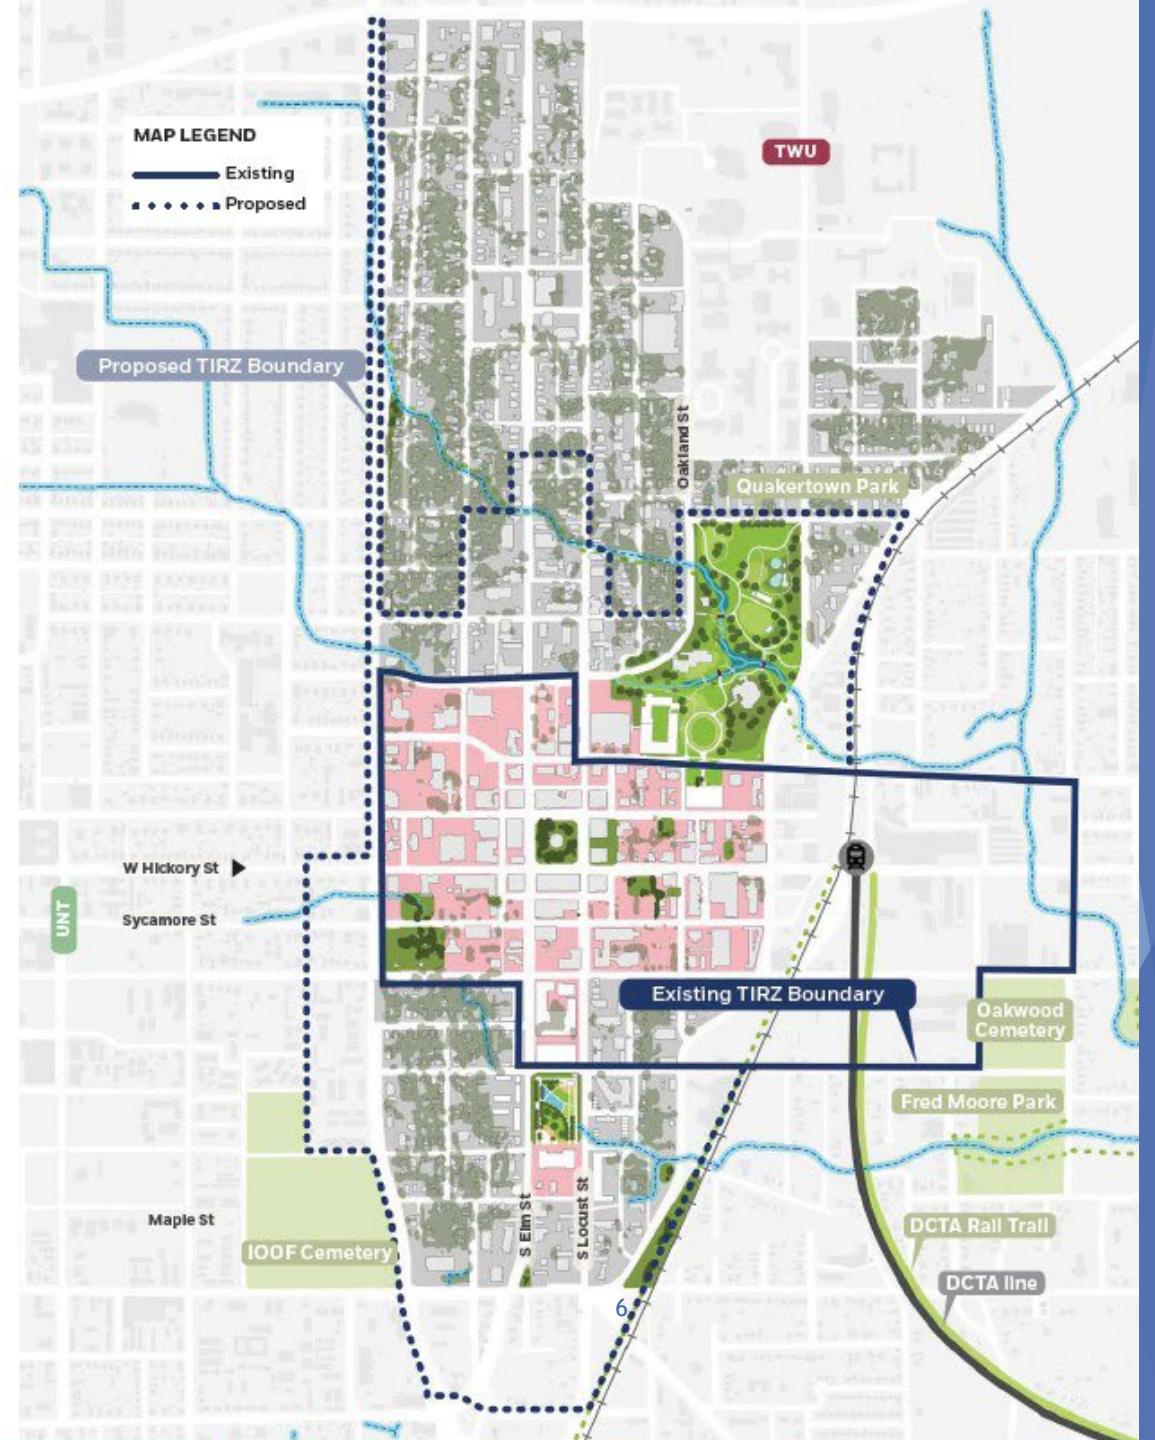 MAP LEGEND
Existing
Proposed
TWU
Proposed TIRZ Boundary
Oakland St
Quakertown Park
W Hickory St
UNT
Sycamore St
Existing TIRZ Boundary
Oakwood
Cemetery
Fred Moore Park
Maple St
S Elm St
S Locust St
IOOF Cemetery
DCTA Rail Trail
DCTA line
6